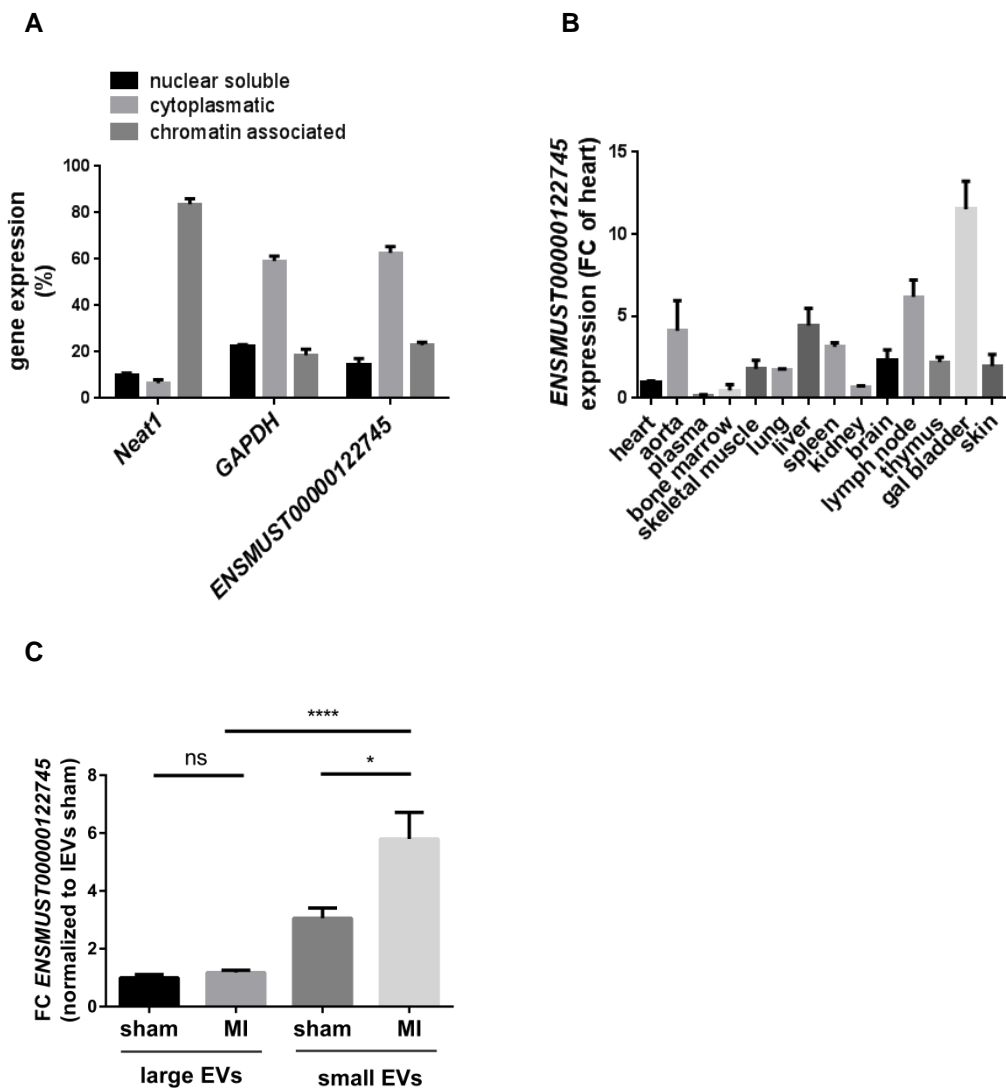 A
nuclear soluble
cytoplasmatic
chromatin associated
100
80
60
40
20
0
gene expression
(%)
Neat1
GAPDH
ENSMUST00000122745
B
ENSMUST00000122745
expression (FC of heart)
15
10
5
0
heart
aorta
plasma
bone marrow
skeletal muscle
lung
liver
spleen
kidney
brain
lymph node
thymus
gal bladder
skin
C
FC ENSMUST00000122745
(normalized to lEVs sham)
****
ns
*
8
6
4
2
0
sham MI sham MI
large EVs small EVs